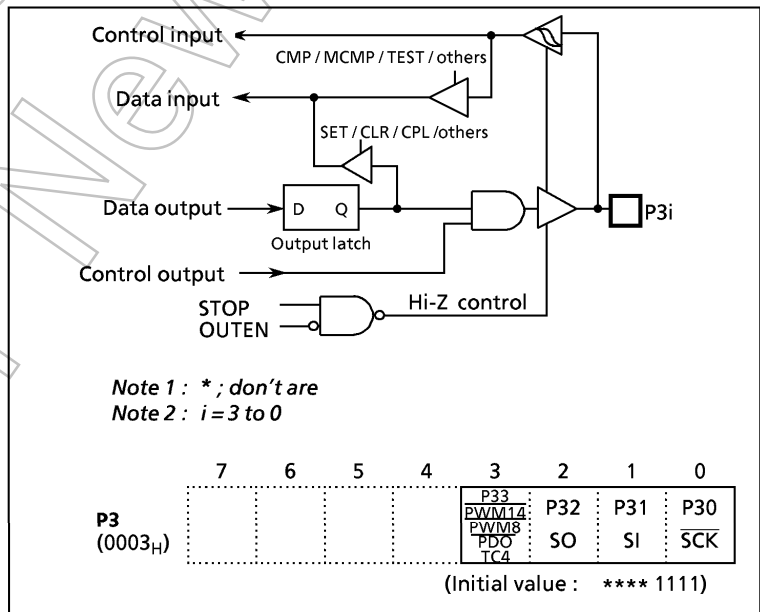 Control input
CMP / MCMP / TEST / others
Data input
SET / CLR / CPL /others
Data output
D Q
P3i
Output latch
Control output
STOP
OUTEN
Hi-Z control
Note 1 : * ; don't are
Note 2 : i = 3 to 0
7 6 5 4 3 2 1 0
P3
(0003H)
P33
PWM14
PWM8
PDO
TC4
P32
SO
P31
SI
P30
SCK
(Initial value : **** 1111)
New